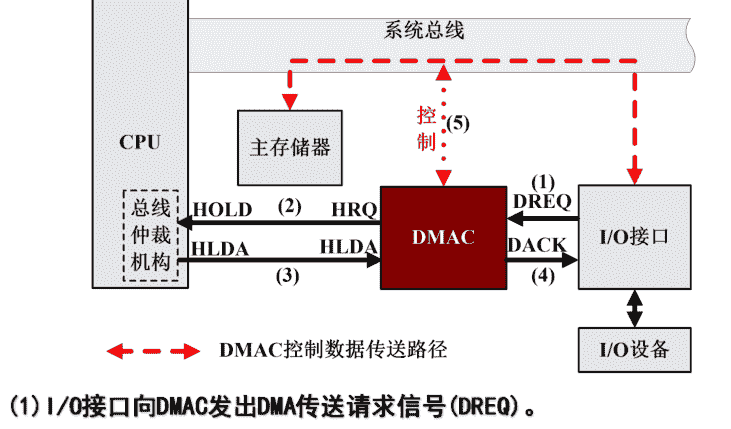 系统总线
CPU
主存储器
控制
(5)
总线仲裁机构
HOLD
(2)
HRQ
HLDA
(3)
HLDA
DMAC
(1)
DREQ
DACK
(4)
I/O接口
I/O设备
DMAC控制数据传送路径
(1)I/O接口向DMAC发出DMA传送请求信号(DREQ)。